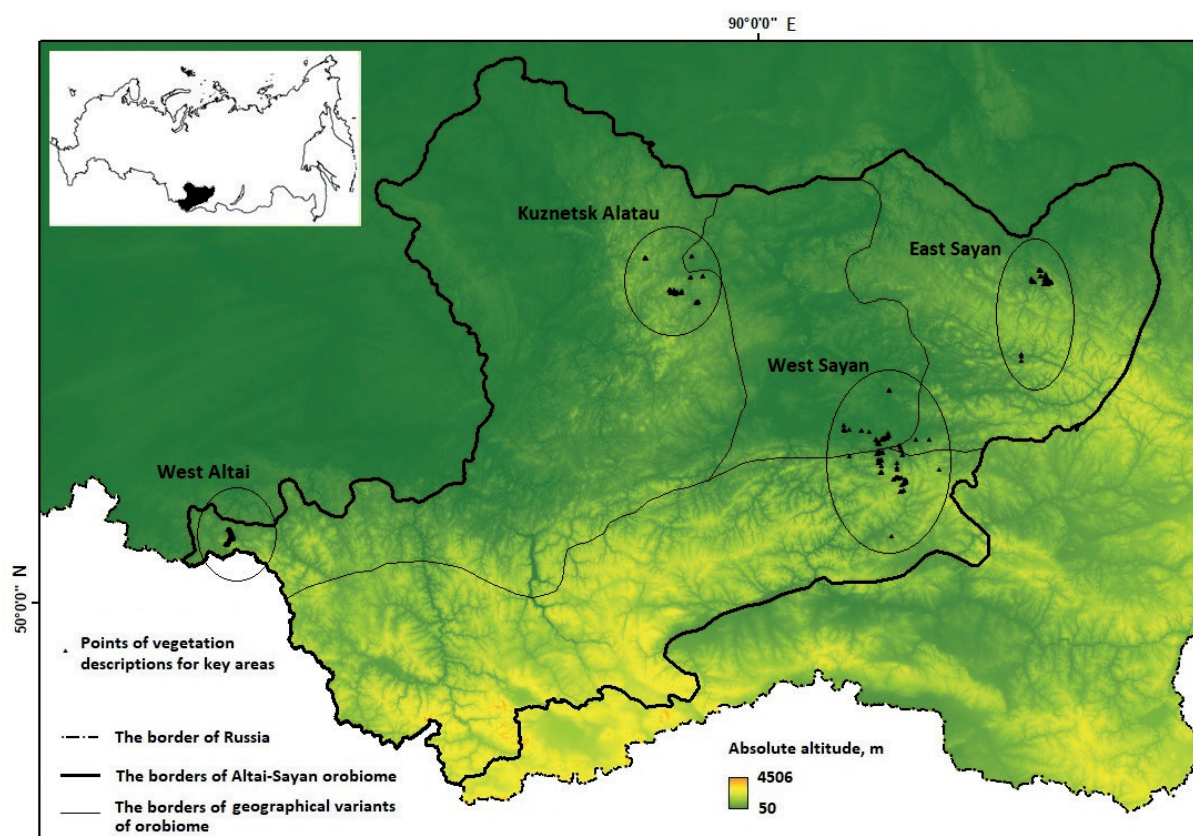 90°0'0" E
Kuznetsk Alatau
East Sayan
West Sayan
West Altai
50°0'0" N
Points of vegetation
descriptions for key areas
The border of Russia
The borders of Altai-Sayan orobiome
The borders of geographical variants
of orobiome
Absolute altitude, m
4506
50